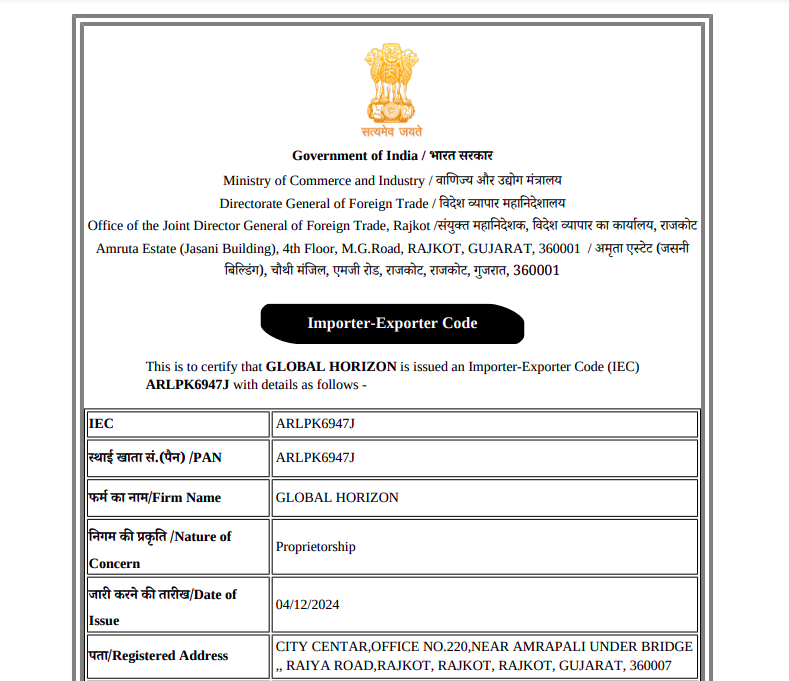 सत्यमेव जयते
Government of India / भारत सरकार
Ministry of Commerce and Industry / वाणिज्य और उद्योग मंत्रालय
Directorate General of Foreign Trade / विदेश व्यापार महानिदेशालय
Office of the Joint Director General of Foreign Trade, Rajkot /संयुक्त महानिदेशक, विदेश व्यापार का कार्यालय, राजकोट
Amruta Estate (Jasani Building), 4th Floor, M.G.Road, RAJKOT, GUJARAT, 360001 / अमृता एस्टेट (जसनी
बिल्डिंग), चौथी मंजिल, एमजी रोड, राजकोट, राजकोट, गुजरात, 360001
Importer-Exporter Code
This is to certify that GLOBAL HORIZON is issued an Importer-Exporter Code (IEC)
ARLPK6947J with details as follows -
IEC ARLPK6947J
स्थाई खाता सं.(पैन) /PAN ARLPK6947J
फर्म का नाम/Firm Name GLOBAL HORIZON
निगम की प्रकृति /Nature of
Concern
Proprietorship
जारी करने की तारीख/Date of
Issue
04/12/2024
पता/Registered Address
CITY CENTAR,OFFICE NO.220,NEAR AMRAPALI UNDER BRIDGE
,, RAIYA ROAD,RAJKOT, RAJKOT, RAJKOT, GUJARAT, 360007